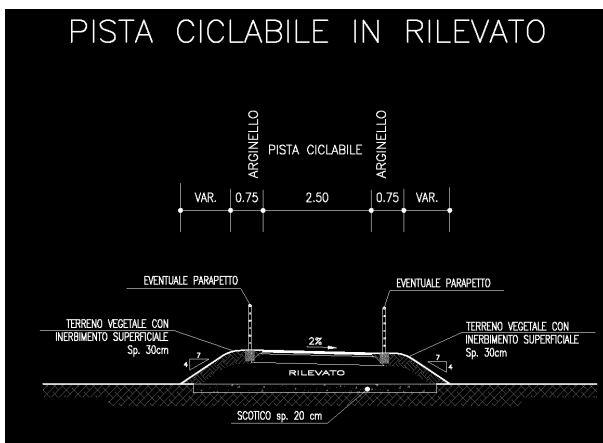 PISTA CICLABILE IN RILEVATO
ARGINELLO
PISTA CICLABILE
ARGINELLO
VAR. 0.75 2.50 0.75 VAR.
EVENTUALE PARAPETTO
EVENTUALE PARAPETTO
TERRENO VEGETALE CON
INERBIMENTO SUPERFICIALE
Sp. 30cm
2%
TERRENO VEGETALE CON
INERBIMENTO SUPERFICIALE
Sp. 30cm
7
4
7
4
RILEVATO
SCOTICO sp. 20 cm